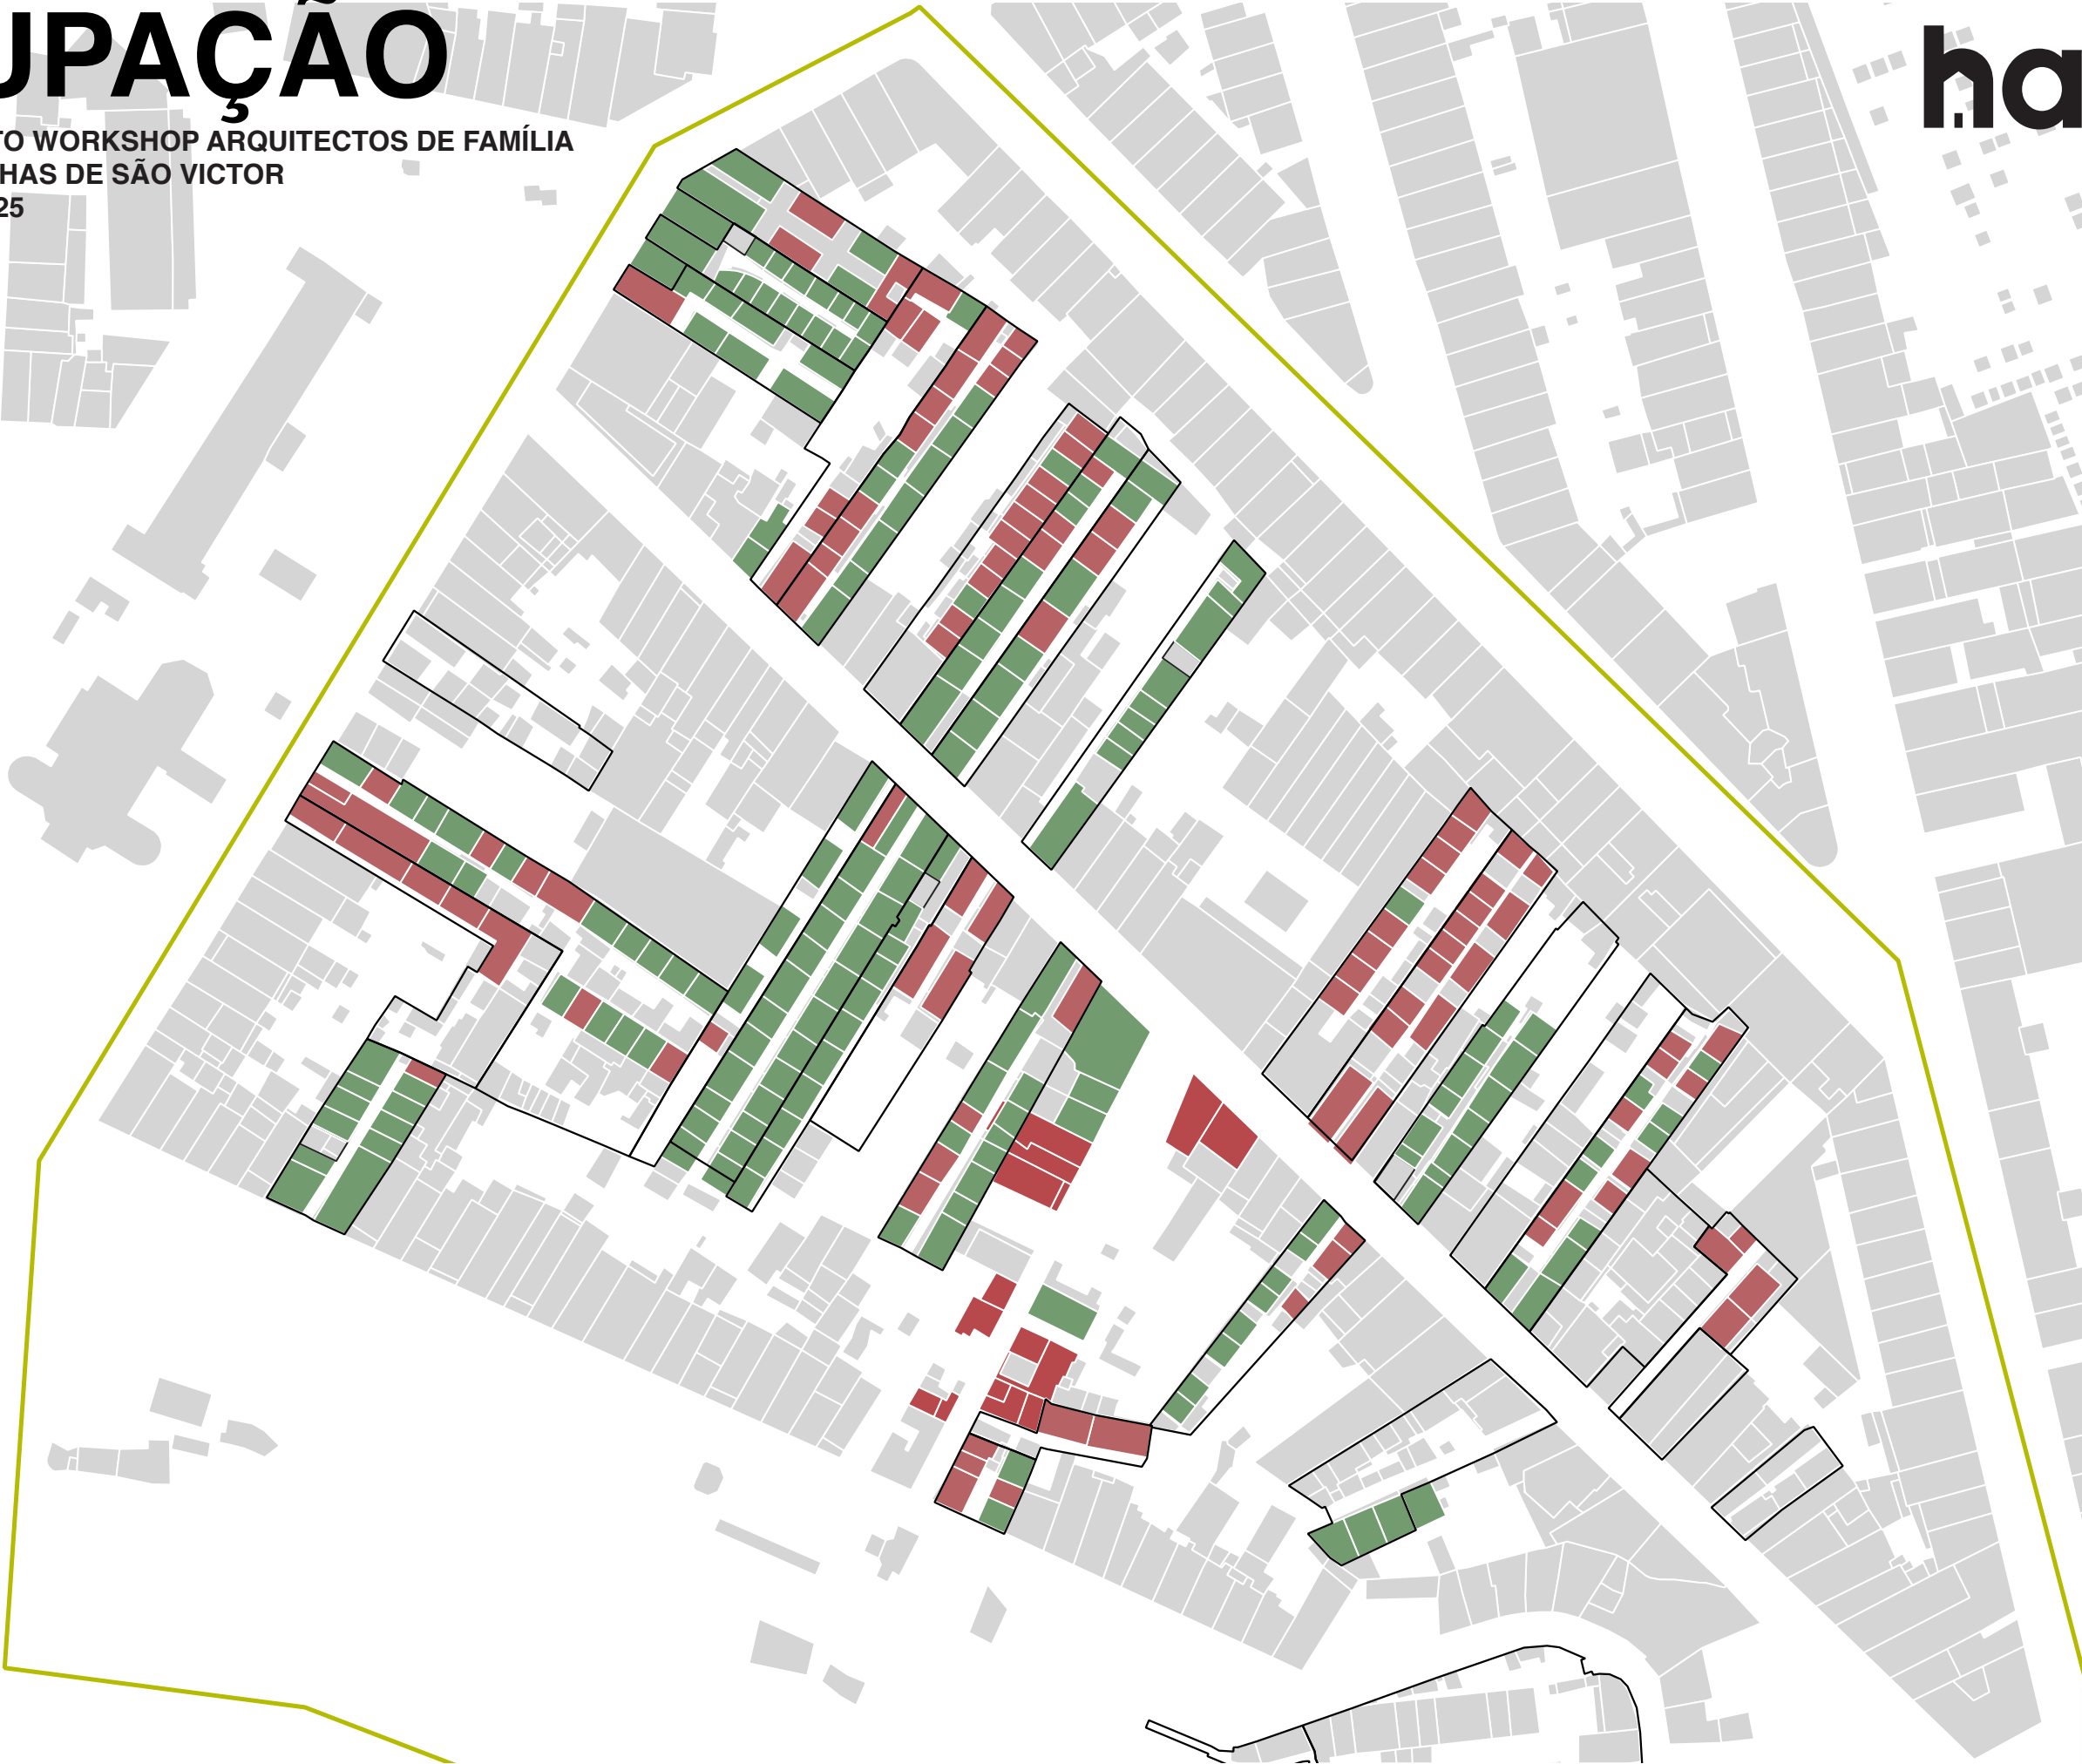 UPAÇÃO
TO WORKSHOP ARQUITECTOS DE FAMÍLIA
HAS DE SÃO VICTOR
25
ha